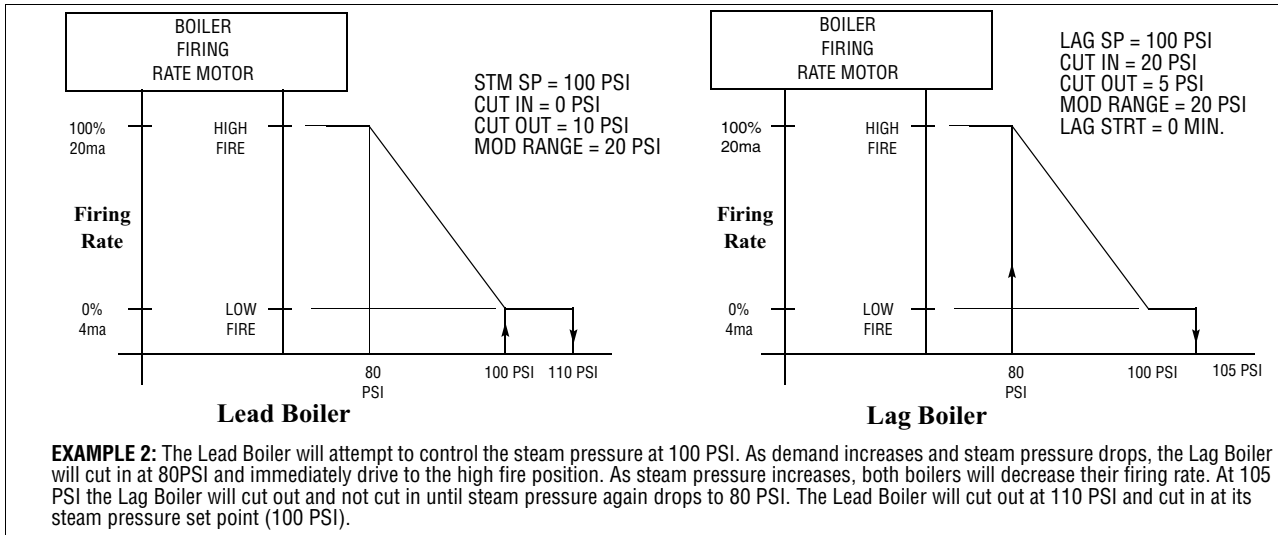 BOILER
FIRING
RATE MOTOR
STM SP = 100 PSI
CUT IN = 0 PSI
CUT OUT = 10 PSI
MOD RANGE = 20 PSI
100%
20ma
HIGH
FIRE
Firing
Rate
0%
4ma
LOW
FIRE
80
PSI
100 PSI
110 PSI
Lead Boiler
BOILER
FIRING
RATE MOTOR
LAG SP = 100 PSI
CUT IN = 20 PSI
CUT OUT = 5 PSI
MOD RANGE = 20 PSI
LAG STRT = 0 MIN.
100%
20ma
HIGH
FIRE
Firing
Rate
0%
4ma
LOW
FIRE
80
PSI
100 PSI
105 PSI
Lag Boiler
EXAMPLE 2: The Lead Boiler will attempt to control the steam pressure at 100 PSI. As demand increases and steam pressure drops, the Lag Boiler
will cut in at 80PSI and immediately drive to the high fire position. As steam pressure increases, both boilers will decrease their firing rate. At 105
PSI the Lag Boiler will cut out and not cut in until steam pressure again drops to 80 PSI. The Lead Boiler will cut out at 110 PSI and cut in at its
steam pressure set point (100 PSI).